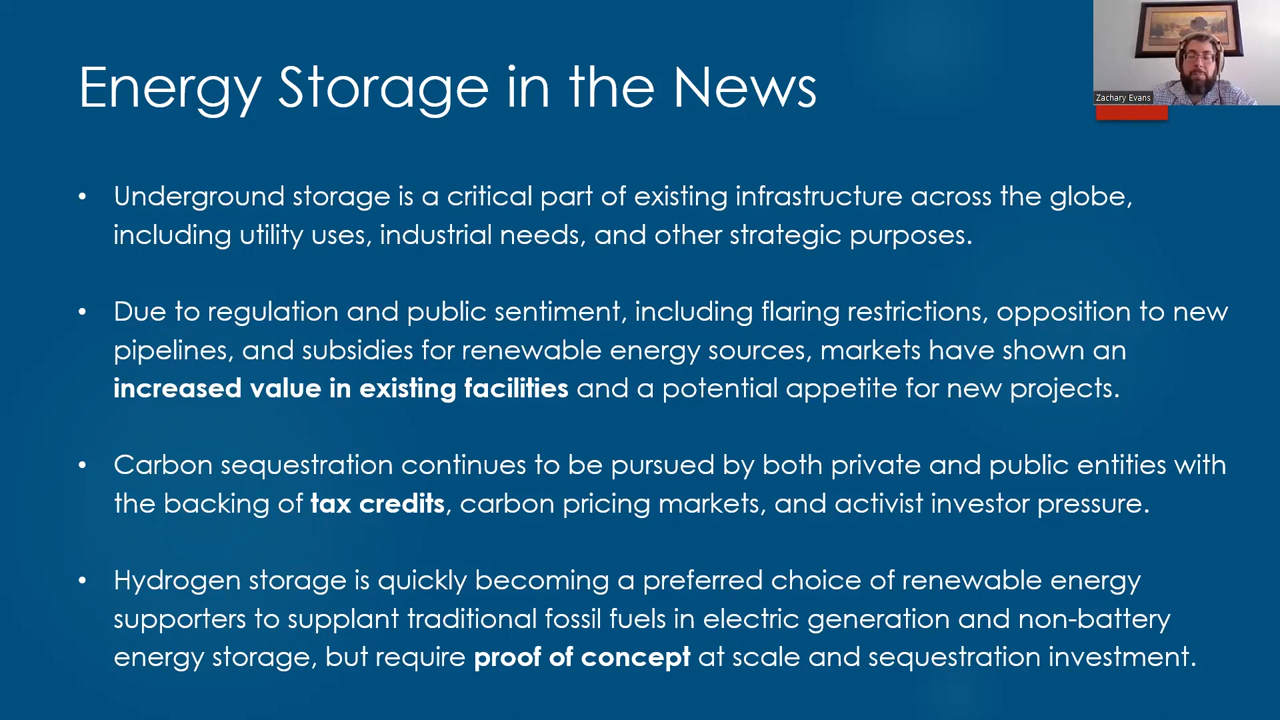 Energy Storage in the News
Zachary Evans
• Underground storage is a critical part of existing infrastructure across the globe,
including utility uses, industrial needs, and other strategic purposes.
• Due to regulation and public sentiment, including flaring restrictions, opposition to new
pipelines, and subsidies for renewable energy sources, markets have shown an
increased value in existing facilities and a potential appetite for new projects.
• Carbon sequestration continues to be pursued by both private and public entities with
the backing of tax credits, carbon pricing markets, and activist investor pressure.
• Hydrogen storage is quickly becoming a preferred choice of renewable energy
supporters to supplant traditional fossil fuels in electric generation and non-battery
energy storage, but require proof of concept at scale and sequestration investment.